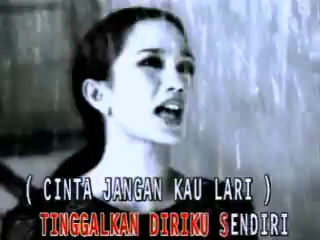 ( CINTA JANGAN KAU LARI )
TINGGALKAN DIRIKU SENDIRI